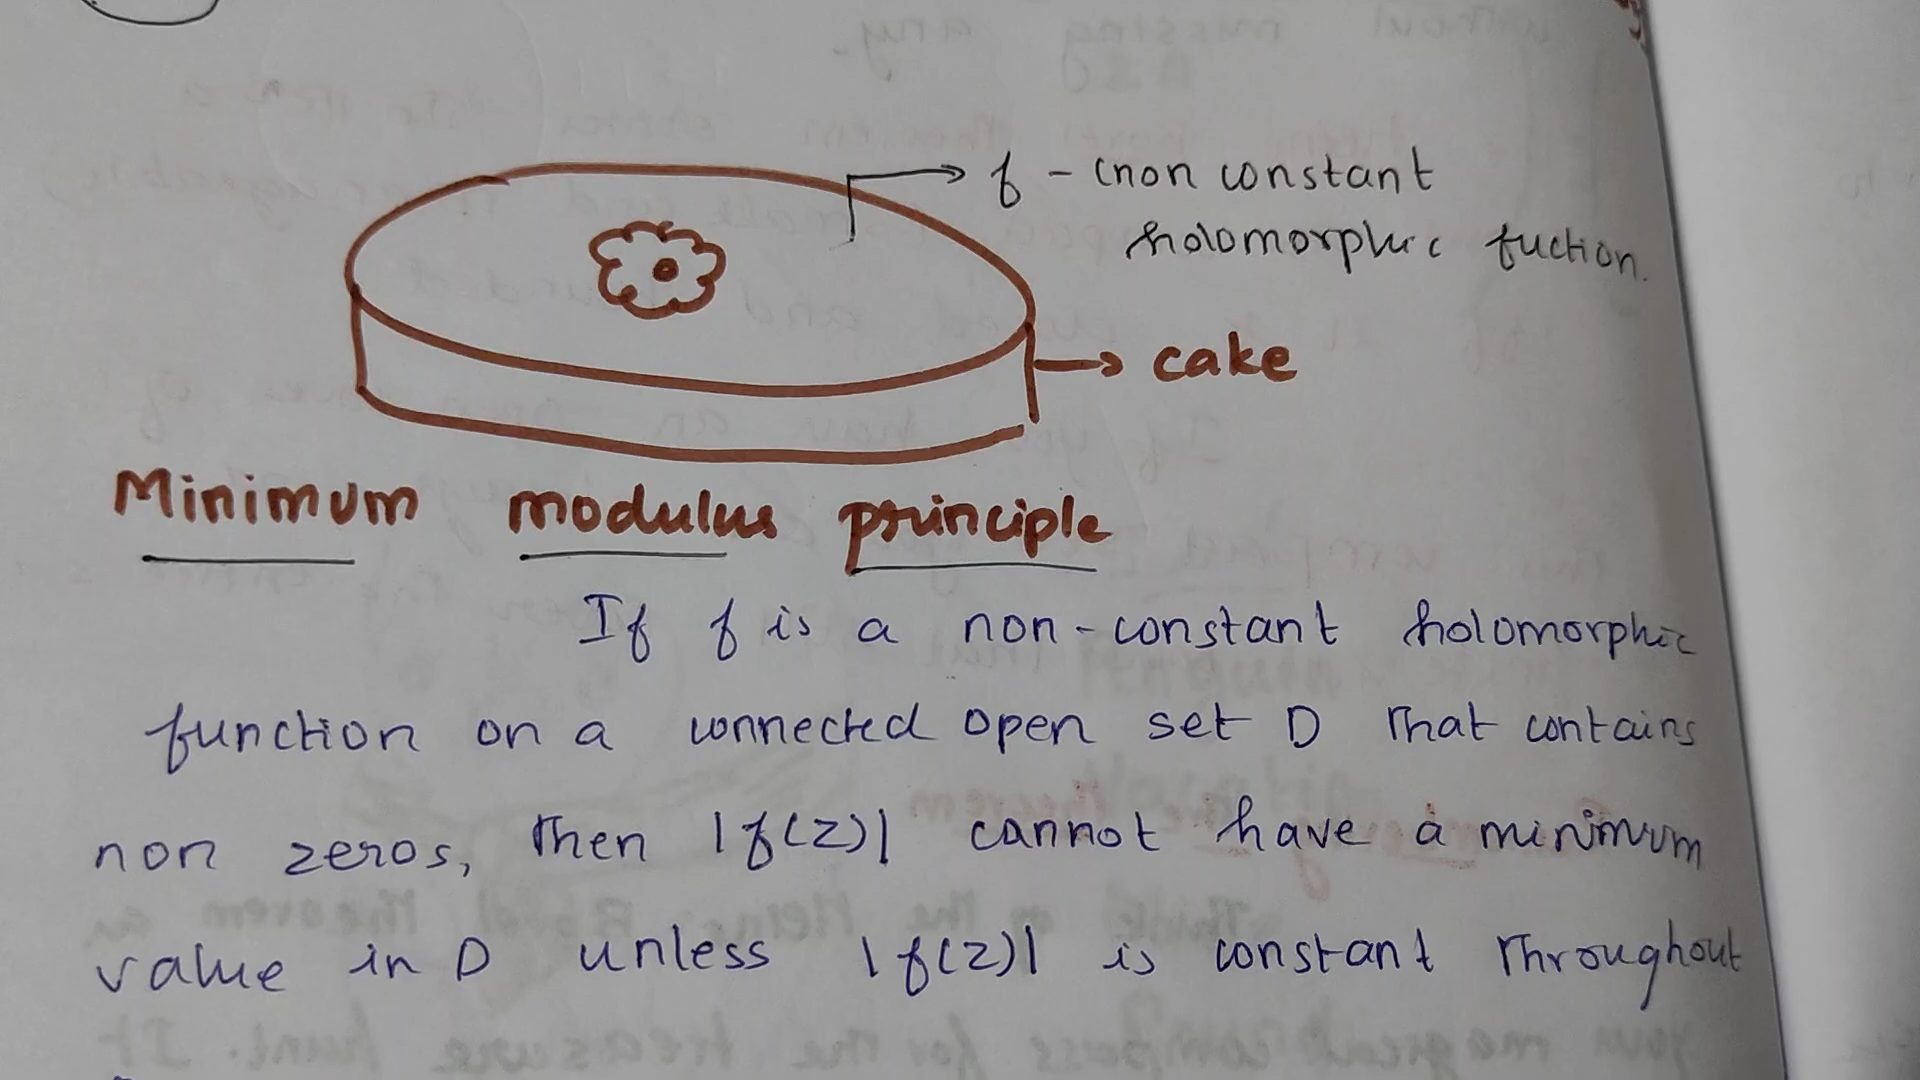 f - (non constant
holomorphic fuction.
cake
Minimum modulus principle
If f is a non-constant holomorphic
function on a connected open set D that contains
non zeros, then |f(z)| cannot have a minimum
value in D unless |f(z)| is constant throughout